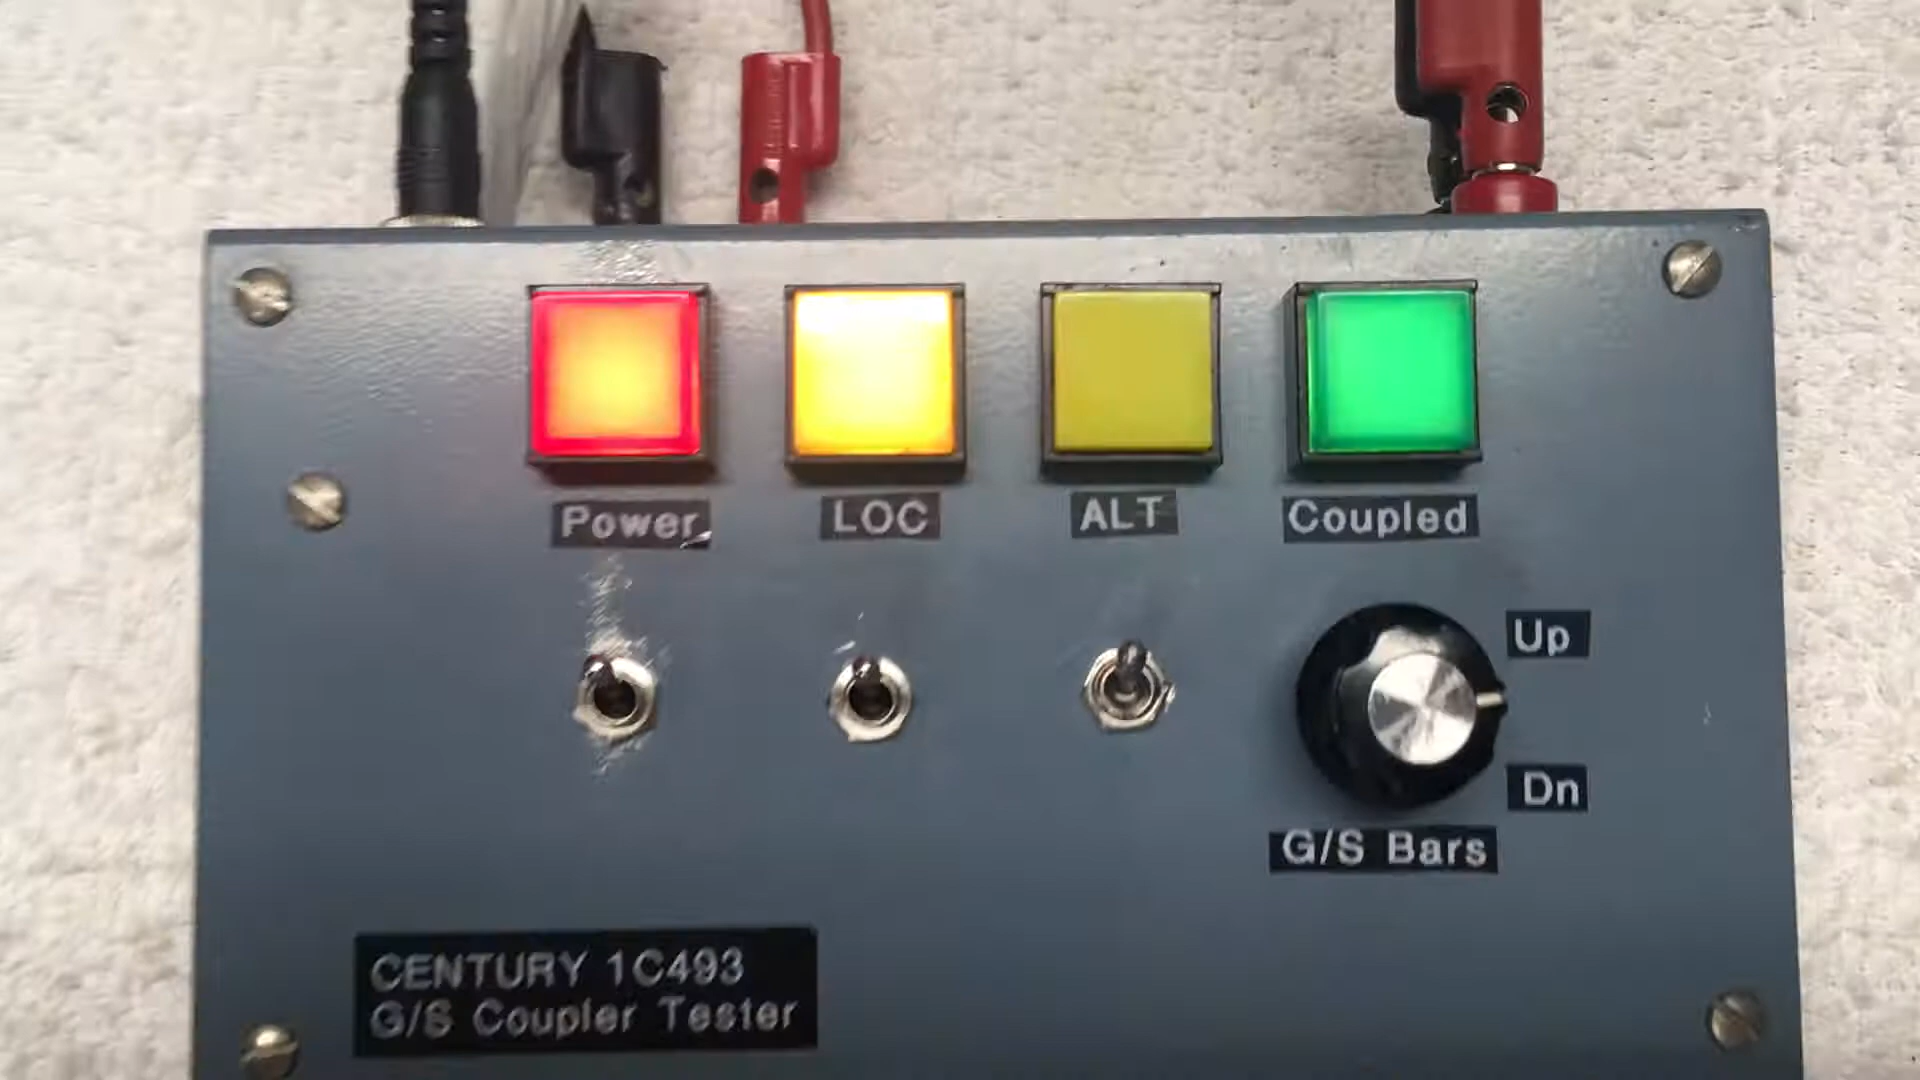 Power
LOC
ALT
Coupled
Up
Dn
G/S Bars
CENTURY 1C493
G/S Coupler Tester